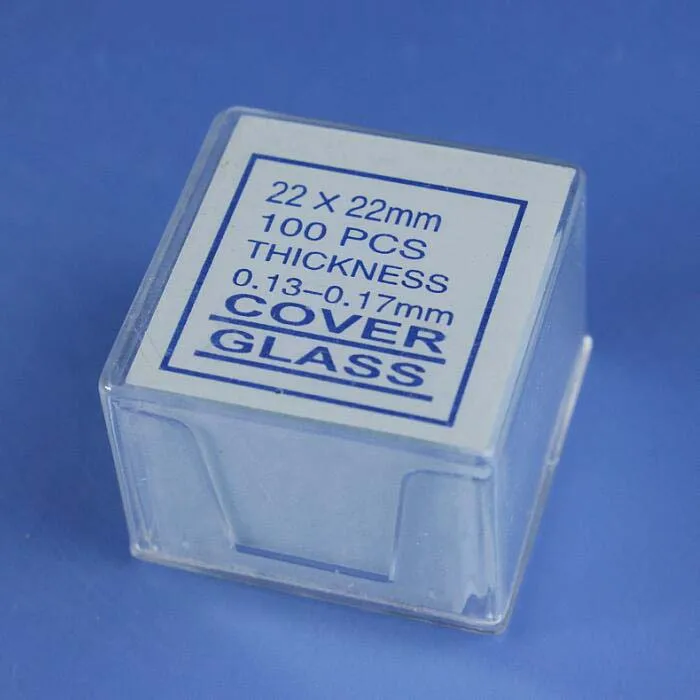 22 X 22mm
100 PCS
THICKNESS
0.13–0.17mm
COVER
GLASS